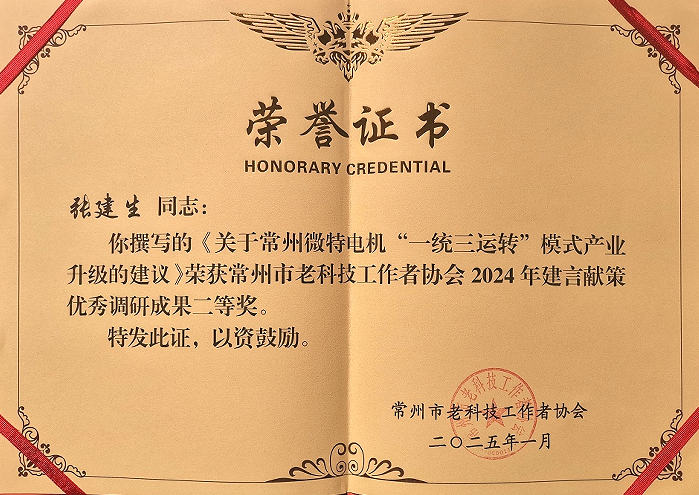 荣誉证书
HONORARY CREDENTIAL
张建生 同志：
你撰写的《关于常州微特电机“一统三运转”模式产业
升级的建议》荣获常州市老科技工作者协会 2024 年建言献策
优秀调研成果二等奖。
特发此证，以资鼓励。
常州市老科技工作者协会
二〇二五年一月